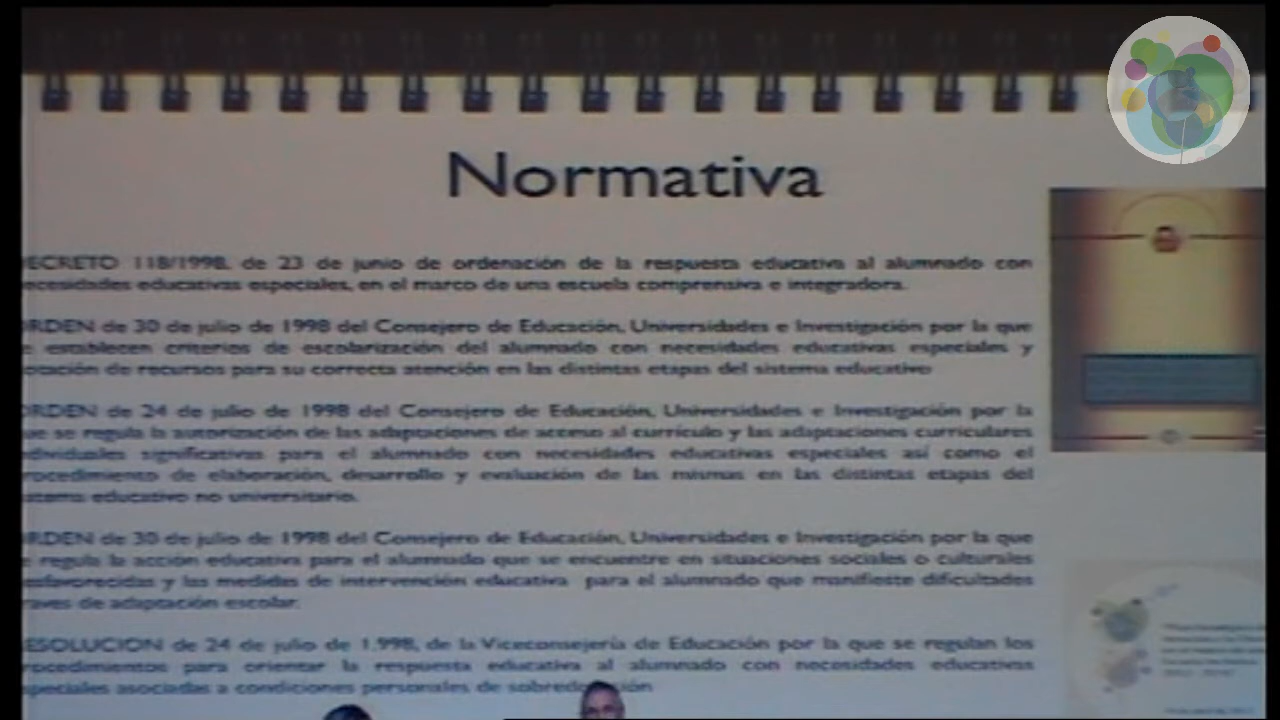 Normativa
ECRETO 118/1998, de 23 de junio de ordenación de la respuesta educativa al alumnado con
ecesidades educativas especiales, en el marco de una escuela comprensiva e integradora.
RDEN de 30 de julio de 1998 del Consejero de Educación, Universidades e Investigación por la que
e establecen criterios de escolarización del alumnado con necesidades educativas especiales y
otación de recursos para su correcta atención en las distintas etapas del sistema educativo
RDEN de 24 de julio de 1998 del Consejero de Educación, Universidades e Investigación por la
ue se regula la autorización de las adaptaciones de acceso al currículo y las adaptaciones curriculares
dividuales significativas para el alumnado con necesidades educativas especiales así como el
rocedimiento de elaboración, desarrollo y evaluación de las mismas en las distintas etapas del
stema educativo no universitario.
RDEN de 30 de julio de 1998 del Consejero de Educación, Universidades e Investigación por la que
e regula la acción educativa para el alumnado que se encuentre en situaciones sociales o culturales
esfavorecidas y las medidas de intervención educativa para el alumnado que manifieste dificultades
raves de adaptación escolar.
ESOLUCION de 24 de julio de 1.998, de la Viceconsejería de Educación por la que se regulan los
rocedimientos para orientar la respuesta educativa al alumnado con necesidades educativas
speciales asociadas a condiciones personales de